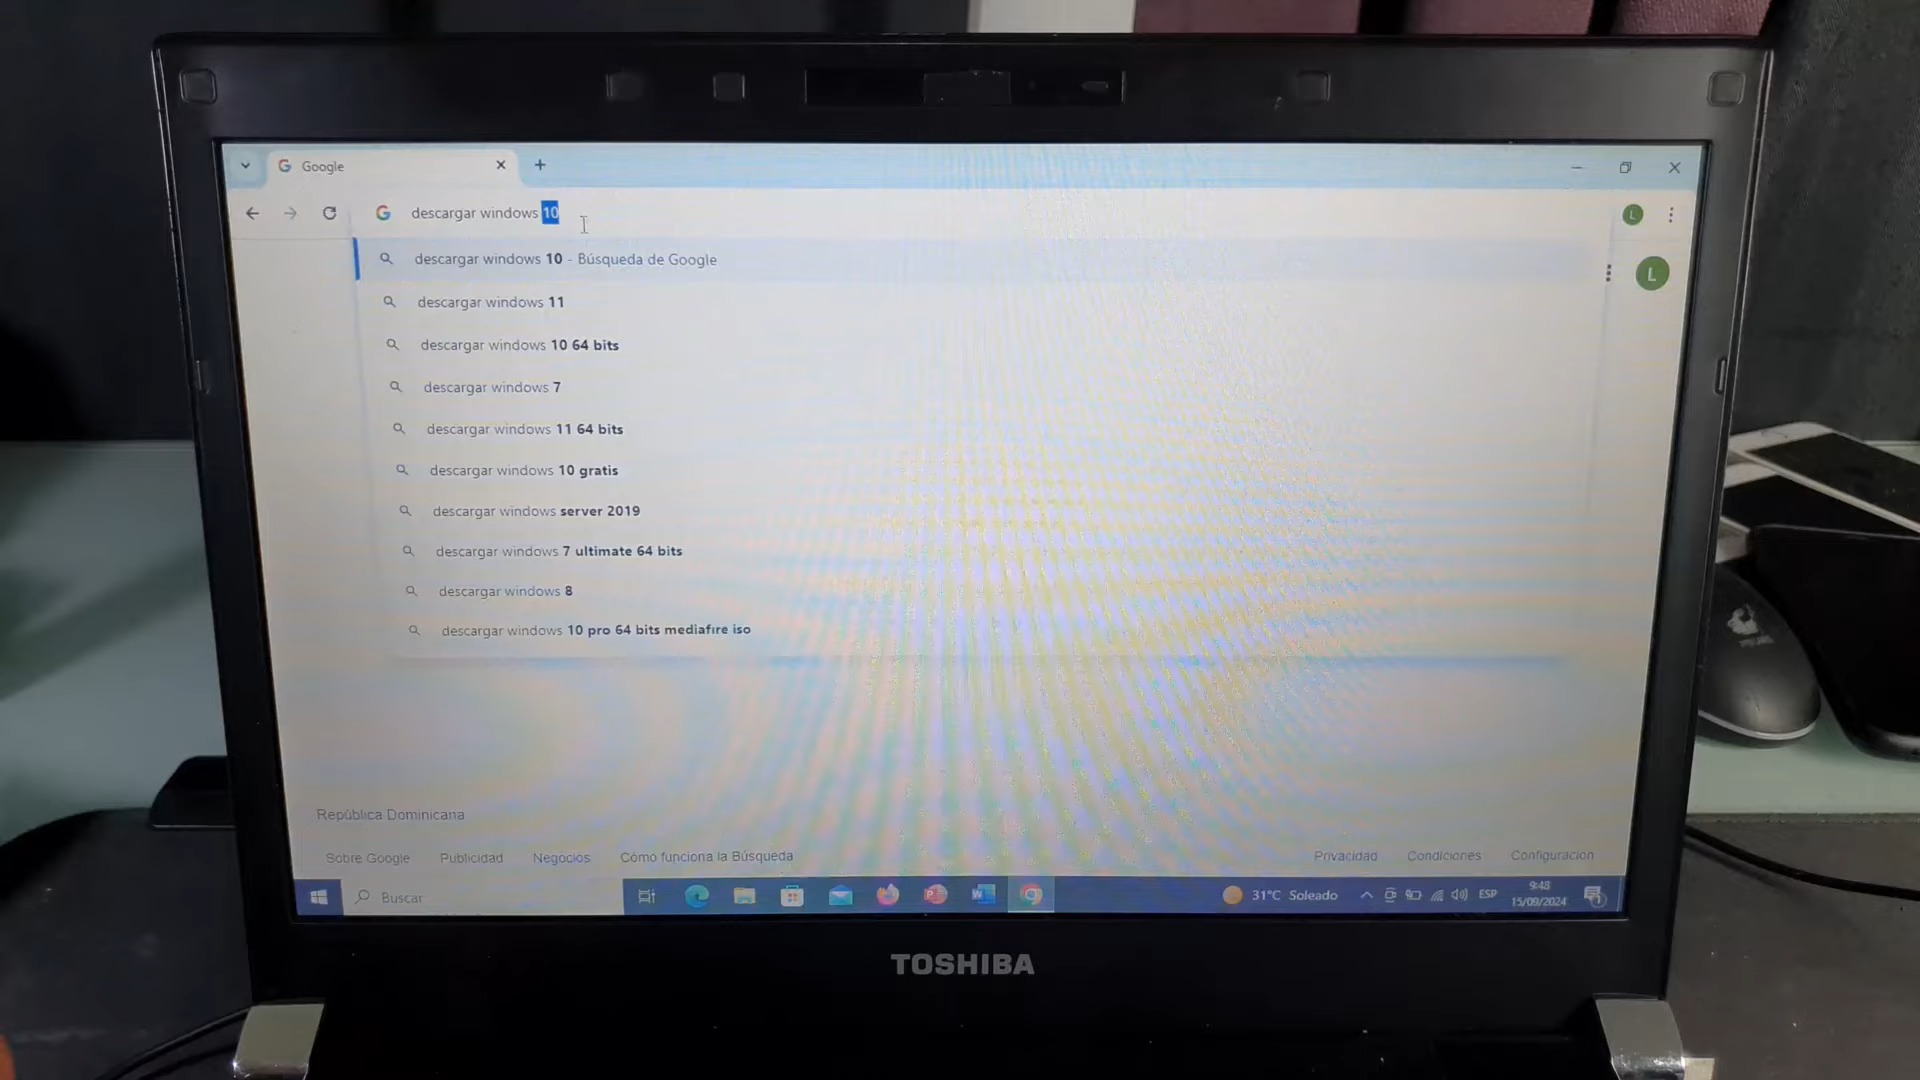 Google
descargar windows 10
L
descargar windows 10 - Búsqueda de Google
L
descargar windows 11
descargar windows 10 64 bits
descargar windows 7
descargar windows 11 64 bits
descargar windows 10 gratis
descargar windows server 2019
descargar windows 7 ultimate 64 bits
descargar windows 8
descargar windows 10 pro 64 bits mediafire iso
República Dominicana
Sobre Google Publicidad Negocios Cómo funciona la Búsqueda Privacidad Condiciones Configuración
Buscar 31°C Soleado ESP 9:48
15/09/2024
TOSHIBA